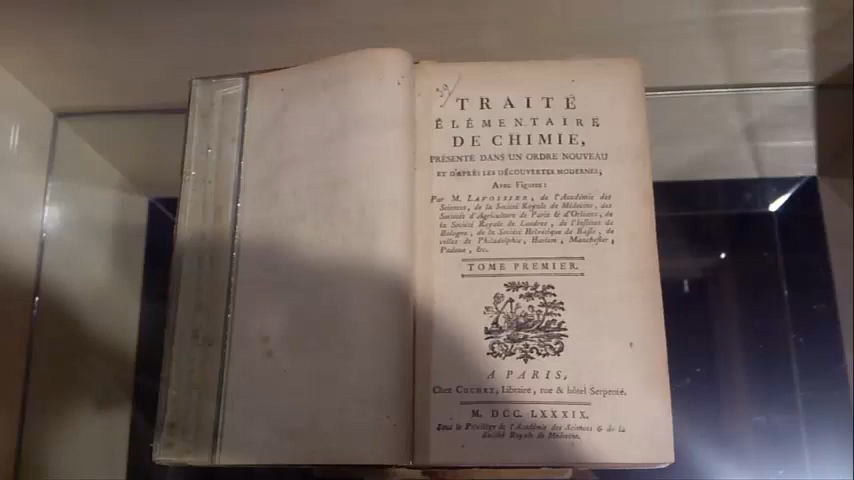 39
TRAITÉ
ÉLÉMENTAIRE
DE CHIMIE,
PRÉSENTÉ DANS UN ORDRE NOUVEAU
ET D'APRÈS LES DÉCOUVERTES MODERNES;
Avec Figures:
Par M. LAVOISIER, de l'Académie des
Sciences, de la Société Royale de Médecine, des
Sociétés d'Agriculture de Paris & d'Orléans, de
la Société Royale de Londres, de l'Institut de
Bologne, de la Société Helvétique de Basle, de
celles de Philadelphie, Harlem, Manchester,
Padoue, &c.
TOME PREMIER.
A PARIS,
Chez CUCHET, Libraire, rue & hôtel Serpente.
M. DCC. LXXXIX.
Sous le Privilège de l'Académie des Sciences & de la
Société Royale de Médecine.